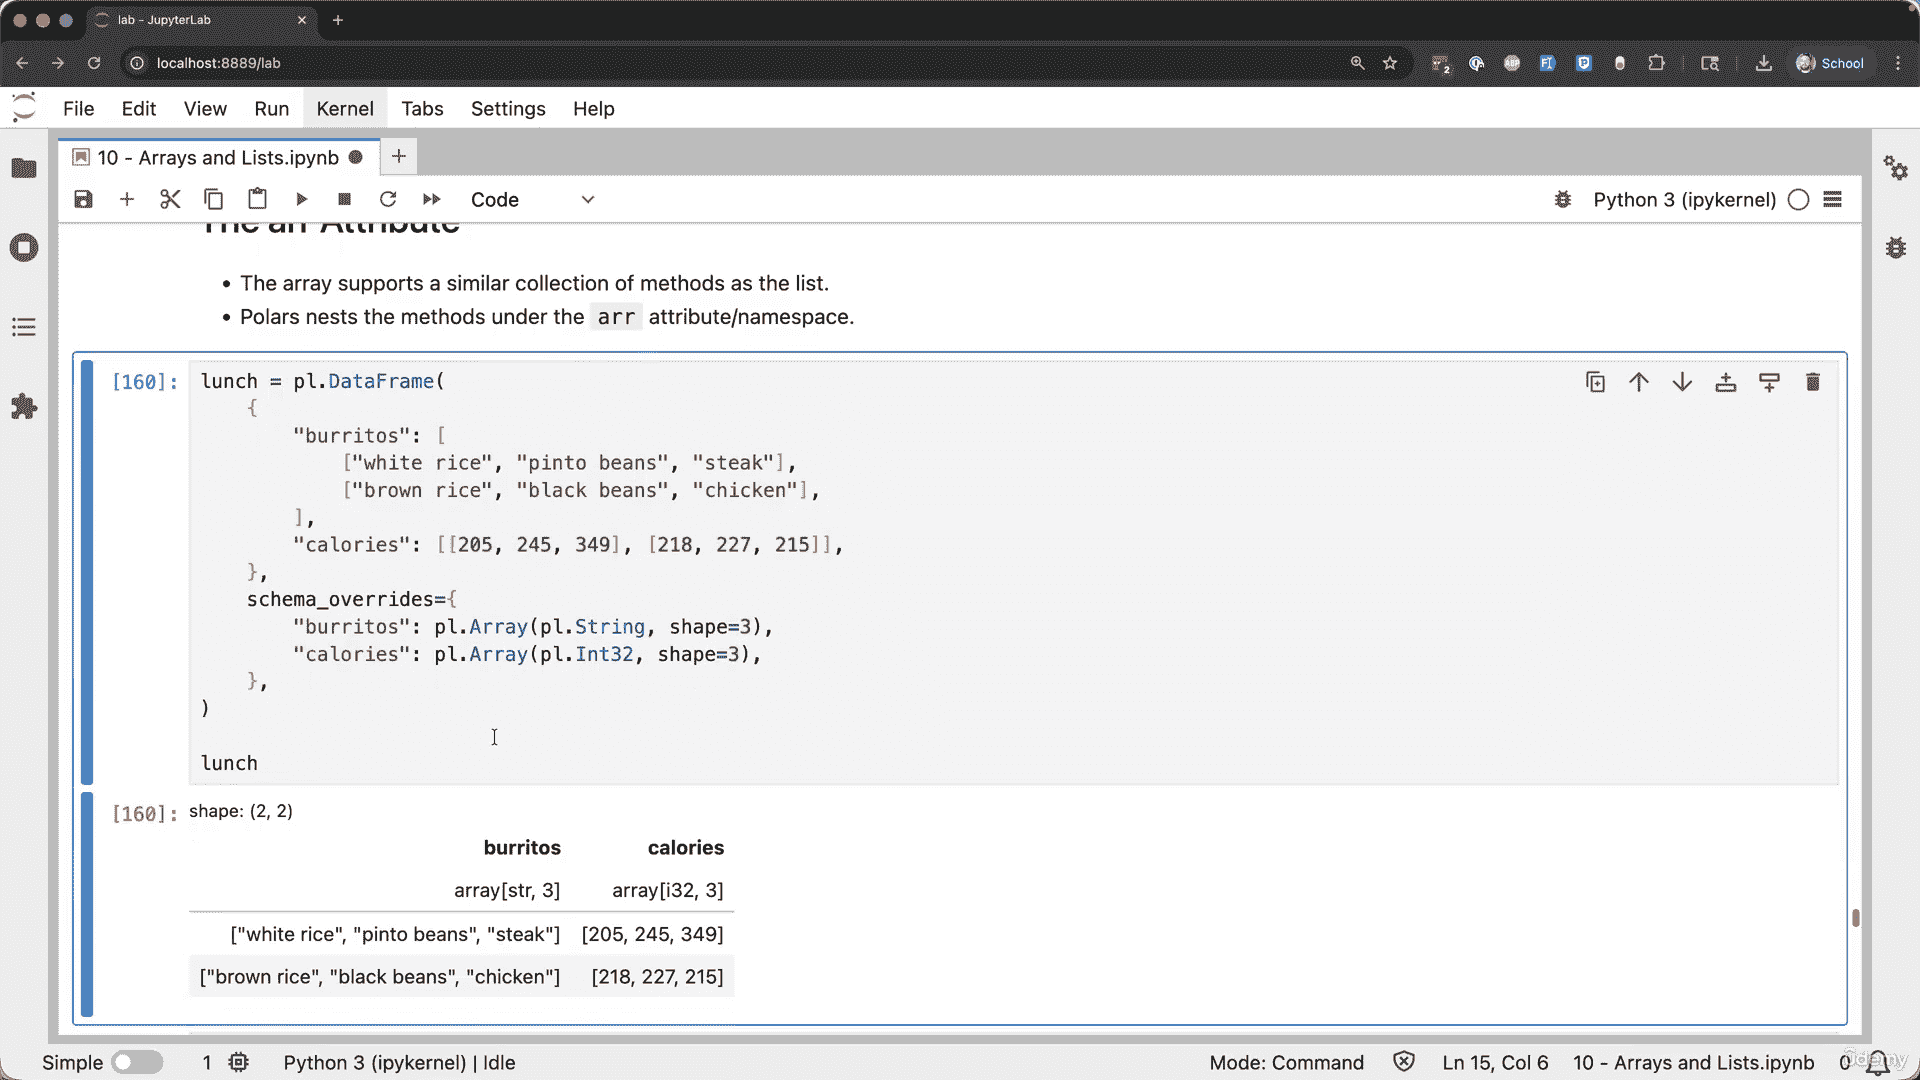 lab - JupyterLab
localhost:8889/lab
2
School
File Edit View Run Kernel Tabs Settings Help
10 - Arrays and Lists.ipynb
Code
Python 3 (ipykernel)
The arr Attribute
• The array supports a similar collection of methods as the list.
• Polars nests the methods under the arr attribute/namespace.
[160]: lunch = pl.DataFrame(
{
"burritos": [
["white rice", "pinto beans", "steak"],
["brown rice", "black beans", "chicken"],
],
"calories": [[205, 245, 349], [218, 227, 215]],
},
schema_overrides={
"burritos": pl.Array(pl.String, shape=3),
"calories": pl.Array(pl.Int32, shape=3),
},
)
lunch
[160]: shape: (2, 2)
burritos calories
array[str, 3] array[i32, 3]
["white rice", "pinto beans", "steak"] [205, 245, 349]
["brown rice", "black beans", "chicken"] [218, 227, 215]
Simple 1 Python 3 (ipykernel) | Idle Mode: Command Ln 15, Col 6 10 - Arrays and Lists.ipynb 0
Udemy